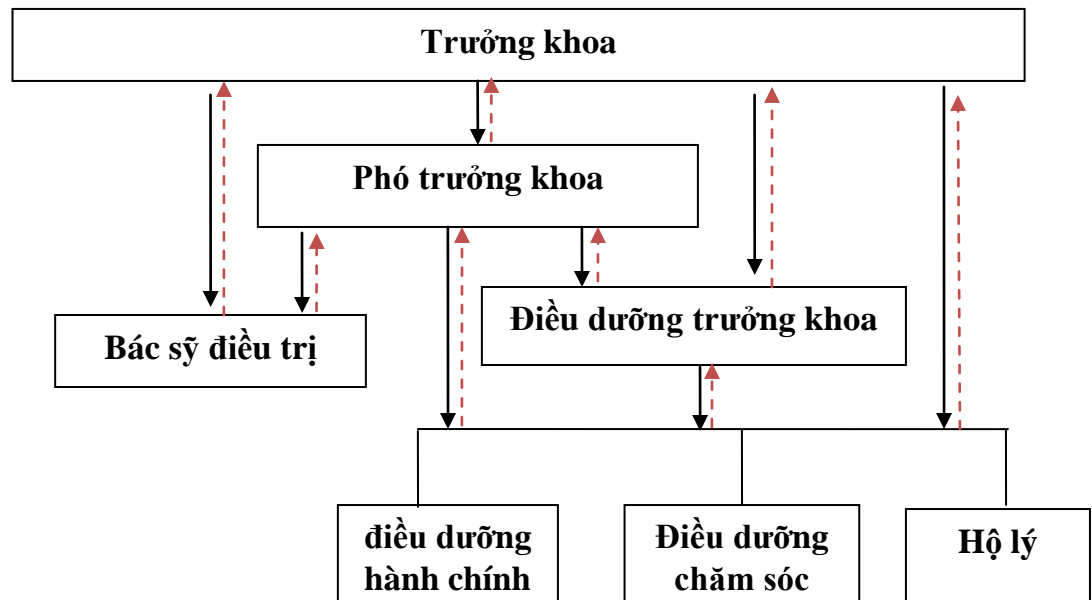 Trưởng khoa
Phó trưởng khoa
Điều dưỡng trưởng khoa
Bác sỹ điều trị
điều dưỡng
hành chính
Điều dưỡng
chăm sóc
Hộ lý